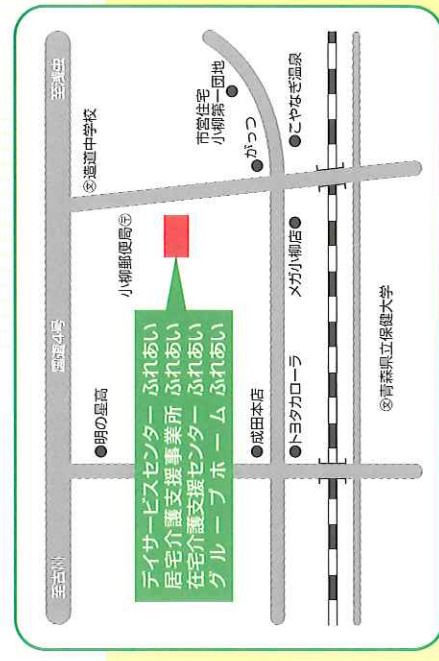 至古川
国道4号
至浅虫
明の星高
小柳郵便局〒
造道中学校
市営住宅
小柳第一団地
がっつ
デイサービスセンター ふれあい
居宅介護支援事業所 ふれあい
在宅介護支援センター ふれあい
グループホーム ふれあい
成田本店
トヨタカローラ
メガ小柳店
こやなぎ温泉
青森県立保健大学